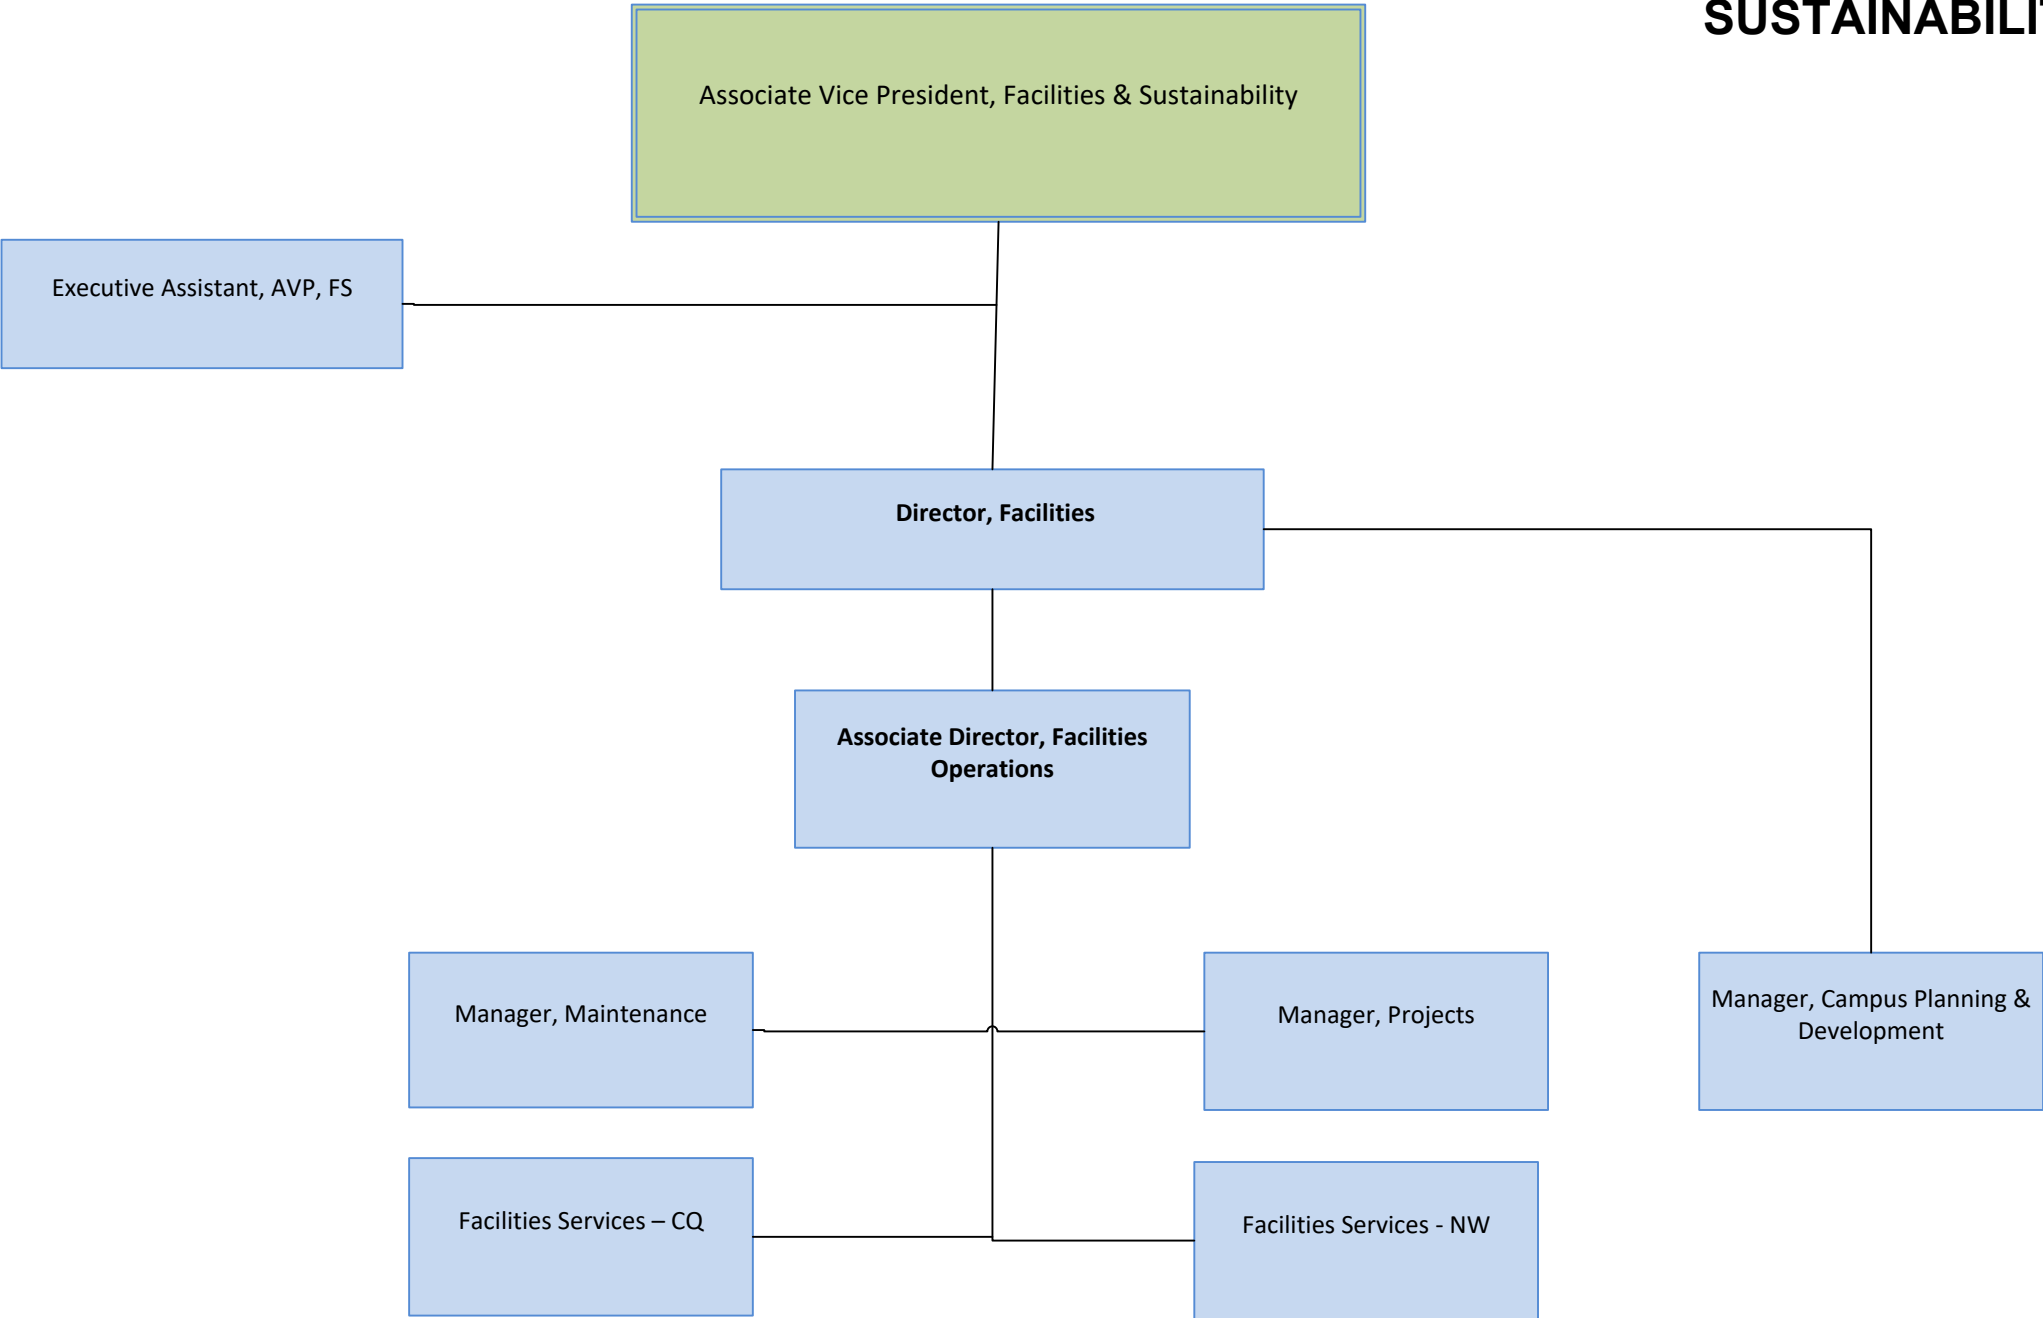 SUSTAINABILIT
Associate Vice President, Facilities & Sustainability
Executive Assistant, AVP, FS
Director, Facilities
Associate Director, Facilities
Operations
Manager, Maintenance
Manager, Projects
Manager, Campus Planning &
Development
Facilities Services – CQ
Facilities Services - NW